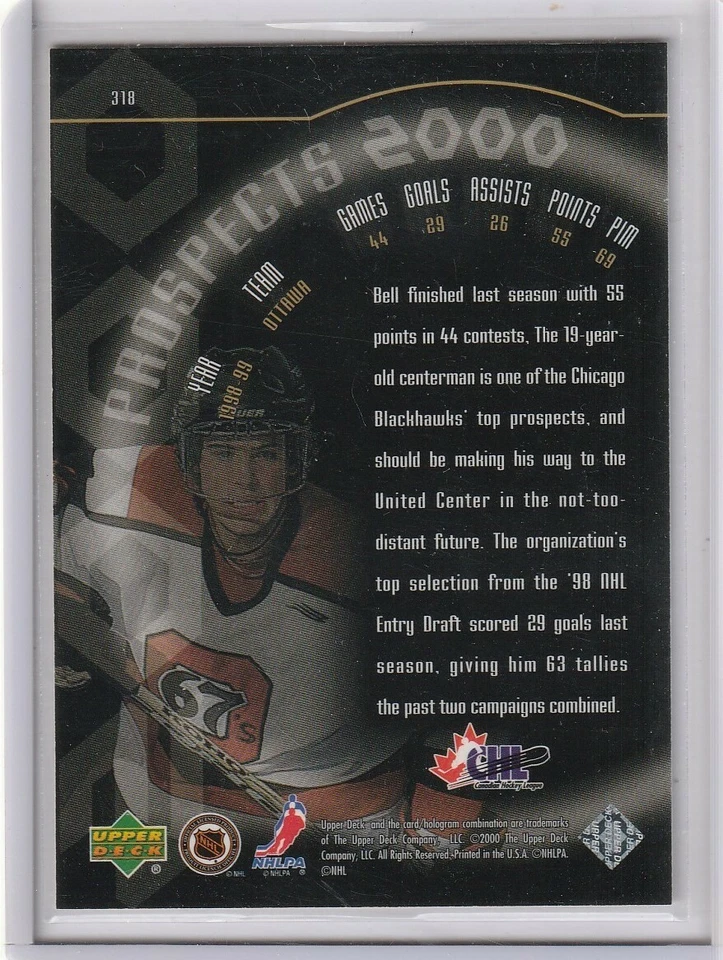 318
PROSPECTS 2000
GAMES GOALS ASSISTS POINTS PIM
44 29 26 55 69
TEAM
OTTAWA
YEAR
1998-99
BAUER
Bell finished last season with 55
points in 44 contests. The 19-year-
old centerman is one of the Chicago
Blackhawks' top prospects, and
should be making his way to the
United Center in the not-too-
distant future. The organization's
top selection from the '98 NHL
Entry Draft scored 29 goals last
season, giving him 63 tallies
the past two campaigns combined.
67's
CHL
Canadian Hockey League
UPPER
DECK
®
NHL
© NHL
NHLPA
© NHLPA ®
Upper Deck and the card/hologram combination are trademarks
of The Upper Deck Company, LLC. ©2000 The Upper Deck
Company, LLC. All Rights Reserved. Printed in the U.S.A. ©NHLPA.
©NHL